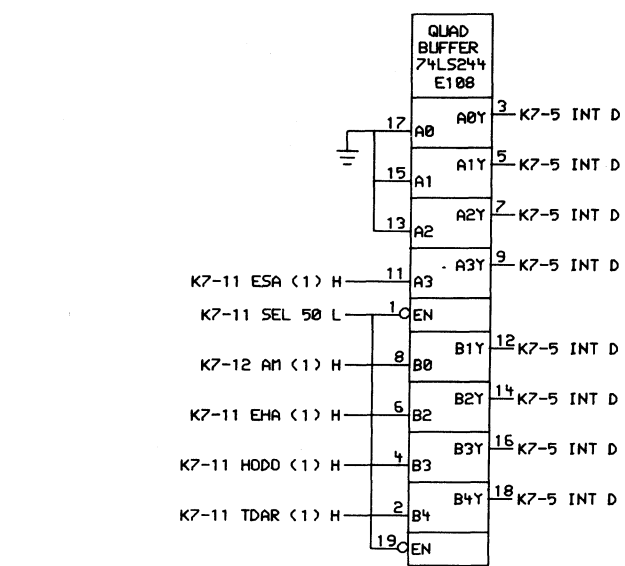 QUAD
BUFFER
74LS244
E108
3 K7-5 INT D
A0Y
17 A0
5 K7-5 INT D
A1Y
15 A1
7 K7-5 INT D
A2Y
13 A2
9 K7-5 INT D
A3Y
K7-11 ESA (1) H 11 A3
K7-11 SEL 50 L 1 EN
B1Y 12 K7-5 INT D
K7-12 AM (1) H 8 B0
B2Y 14 K7-5 INT D
K7-11 EHA (1) H 6 B2
B3Y 16 K7-5 INT D
K7-11 HODO (1) H 4 B3
B4Y 18 K7-5 INT D
K7-11 TDAR (1) H 2 B4
19 EN